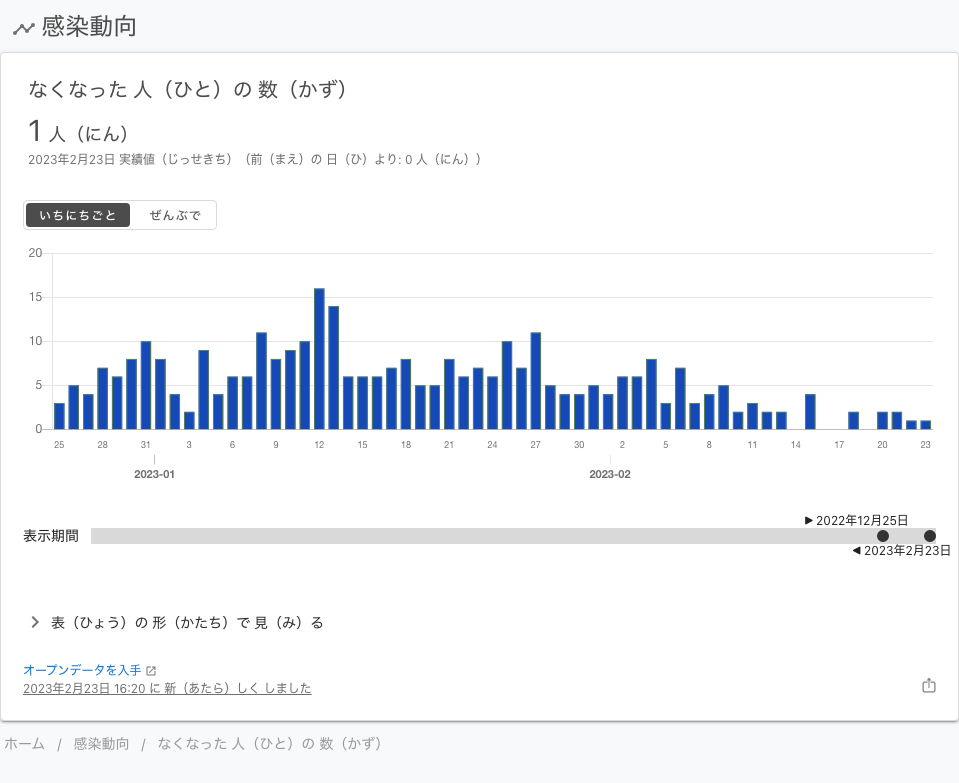 感染動向
なくなった 人（ひと）の 数（かず）
1 人（にん）
2023年2月23日 実績値（じっせきち）（前（まえ）の 日（ひ）より: 0 人（にん））
いちにちごと ぜんぶで
20
15
10
5
0
25 28 31 3 6 9 12 15 18 21 24 27 30 2 5 8 11 14 17 20 23
2023-01 2023-02
▶ 2022年12月25日
表示期間
◀ 2023年2月23日
表（ひょう）の 形（かたち）で 見（み）る
オープンデータを入手
2023年2月23日 16:20 に 新（あたら）しく しました
ホーム / 感染動向 / なくなった 人（ひと）の 数（かず）